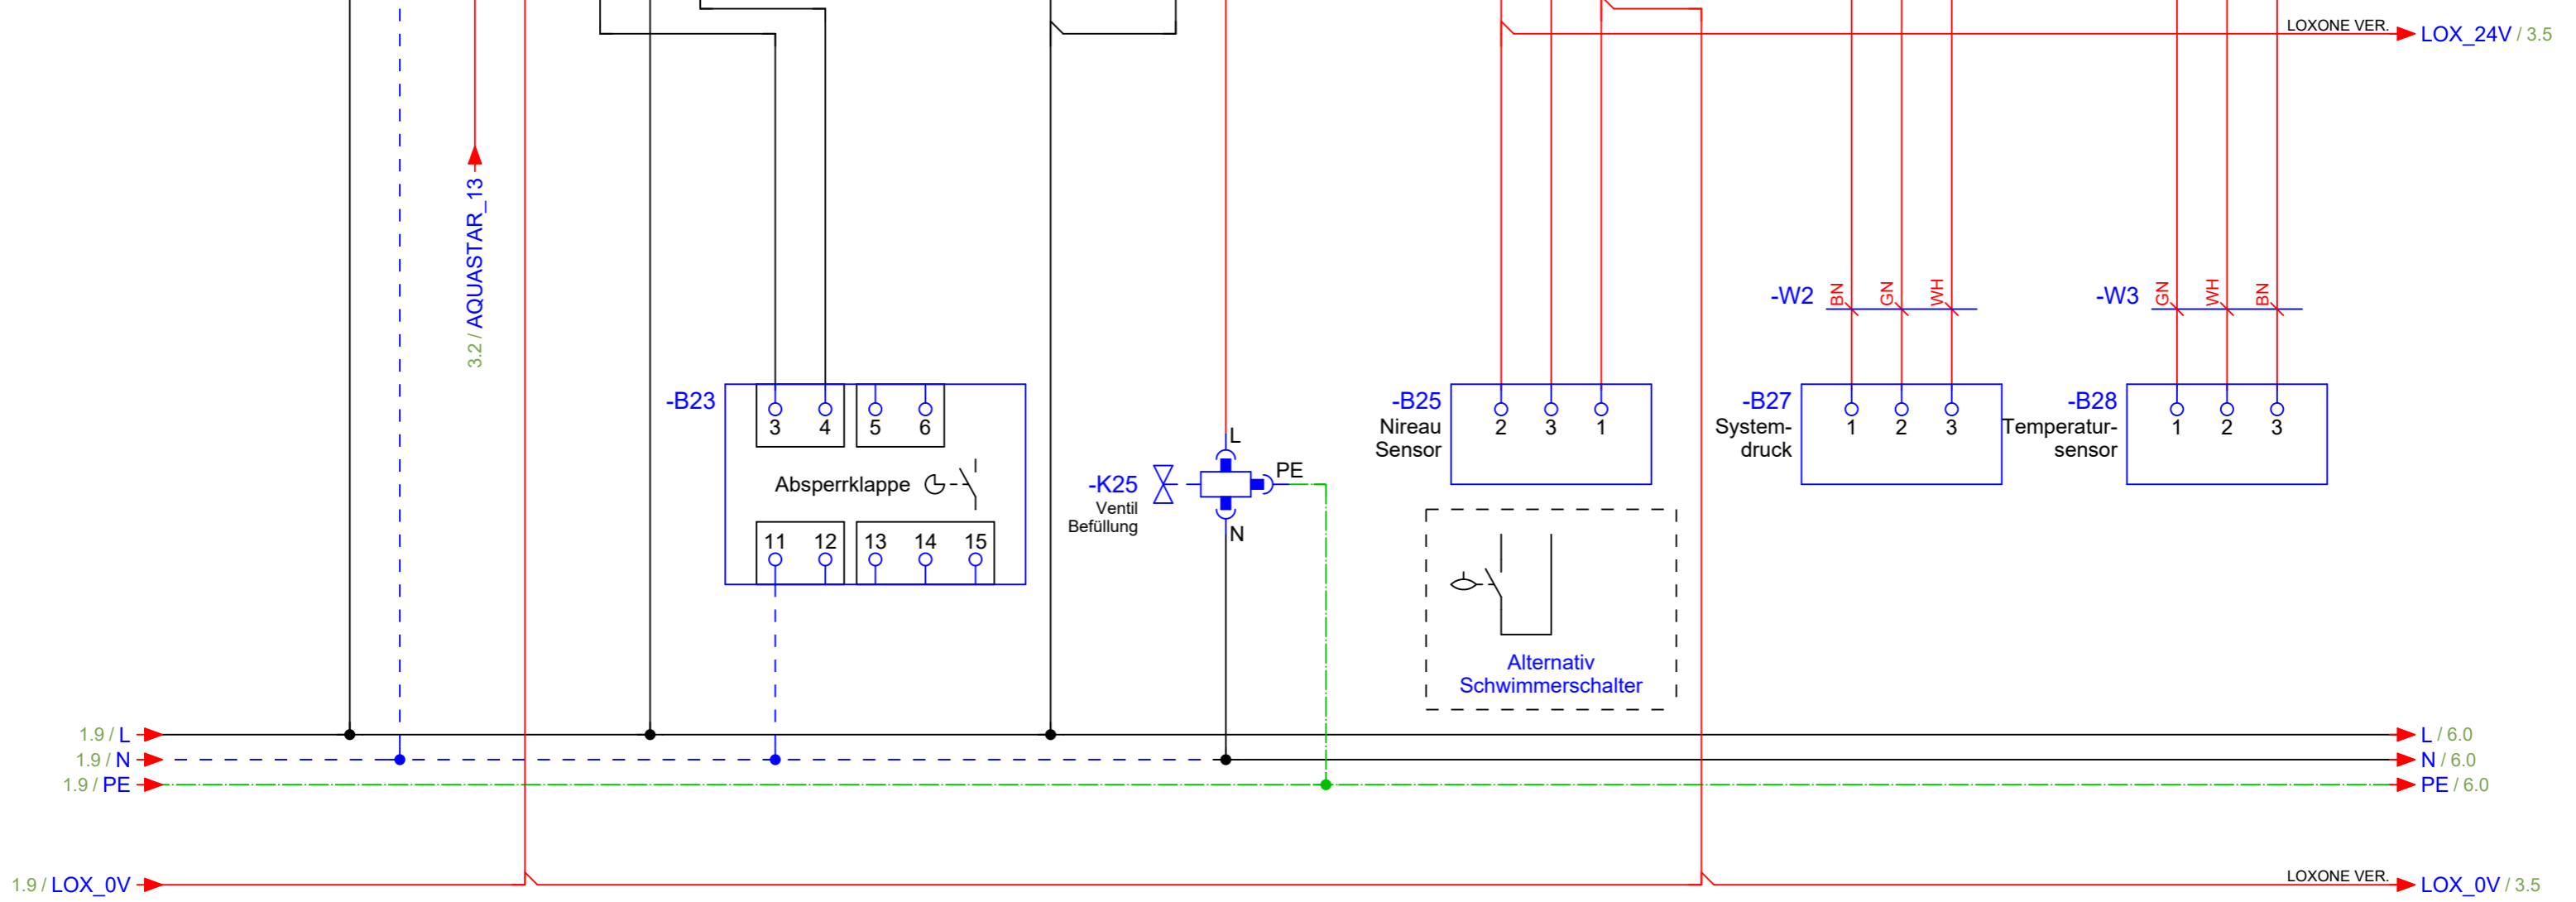 LOXONE VER.
LOX_24V / 3.5
3.2 / AQUASTAR_13
-W2
BN
GN
WH
-W3
GN
WH
BN
-B23
3
4
5
6
Absperrklappe
11
12
13
14
15
L
PE
N
-K25
Ventil
Befüllung
-B25
Nireau
Sensor
2
3
1
-B27
System-
druck
1
2
3
-B28
Temperatur-
sensor
1
2
3
Alternativ
Schwimmerschalter
1.9 / L
L / 6.0
1.9 / N
N / 6.0
1.9 / PE
PE / 6.0
1.9 / LOX_0V
LOXONE VER.
LOX_0V / 3.5